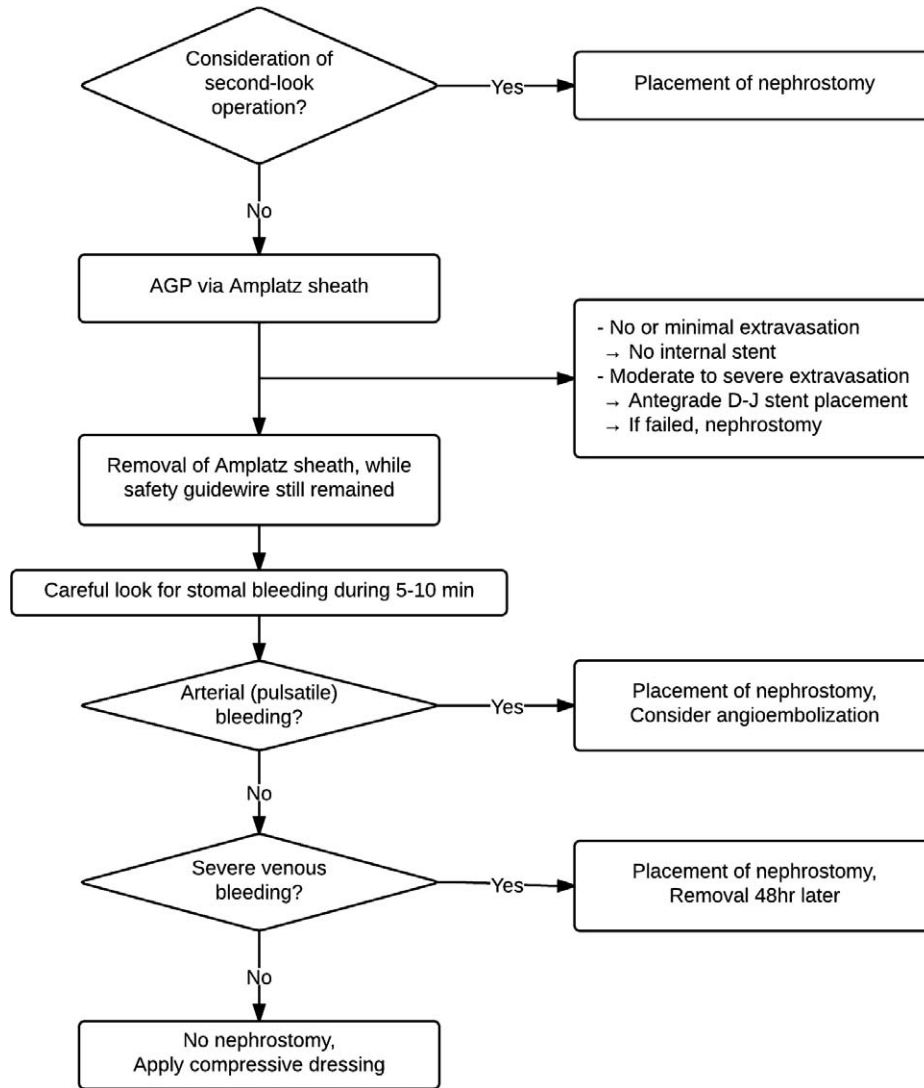 Consideration of
second-look
operation?
Yes
Placement of nephrostomy
No
AGP via Amplatz sheath
- No or minimal extravasation
→ No internal stent
- Moderate to severe extravasation
→ Antegrade D-J stent placement
→ If failed, nephrostomy
Removal of Amplatz sheath, while
safety guidewire still remained
Careful look for stomal bleeding during 5-10 min
Arterial (pulsatile)
bleeding?
Yes
Placement of nephrostomy,
Consider angioembolization
No
Severe venous
bleeding?
Yes
Placement of nephrostomy,
Removal 48hr later
No
No nephrostomy,
Apply compressive dressing